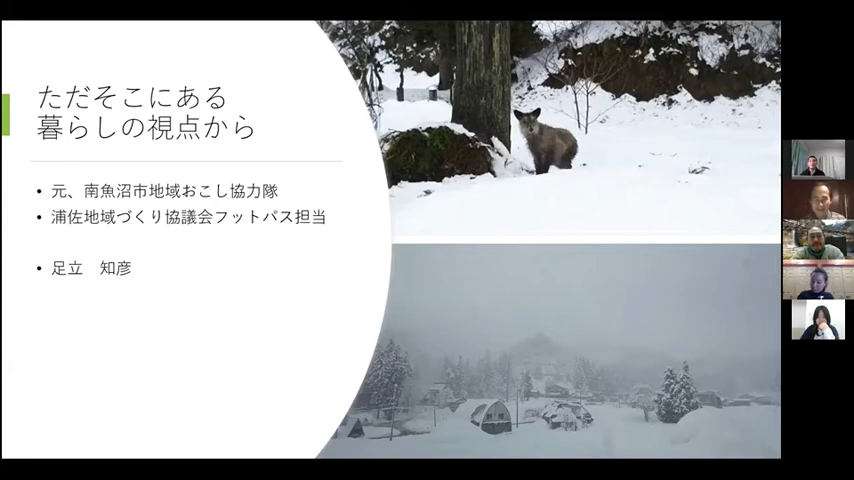 ただそこにある
暮らしの視点から
• 元、南魚沼市地域おこし協力隊
• 浦佐地域づくり協議会フットパス担当
• 足立　知彦